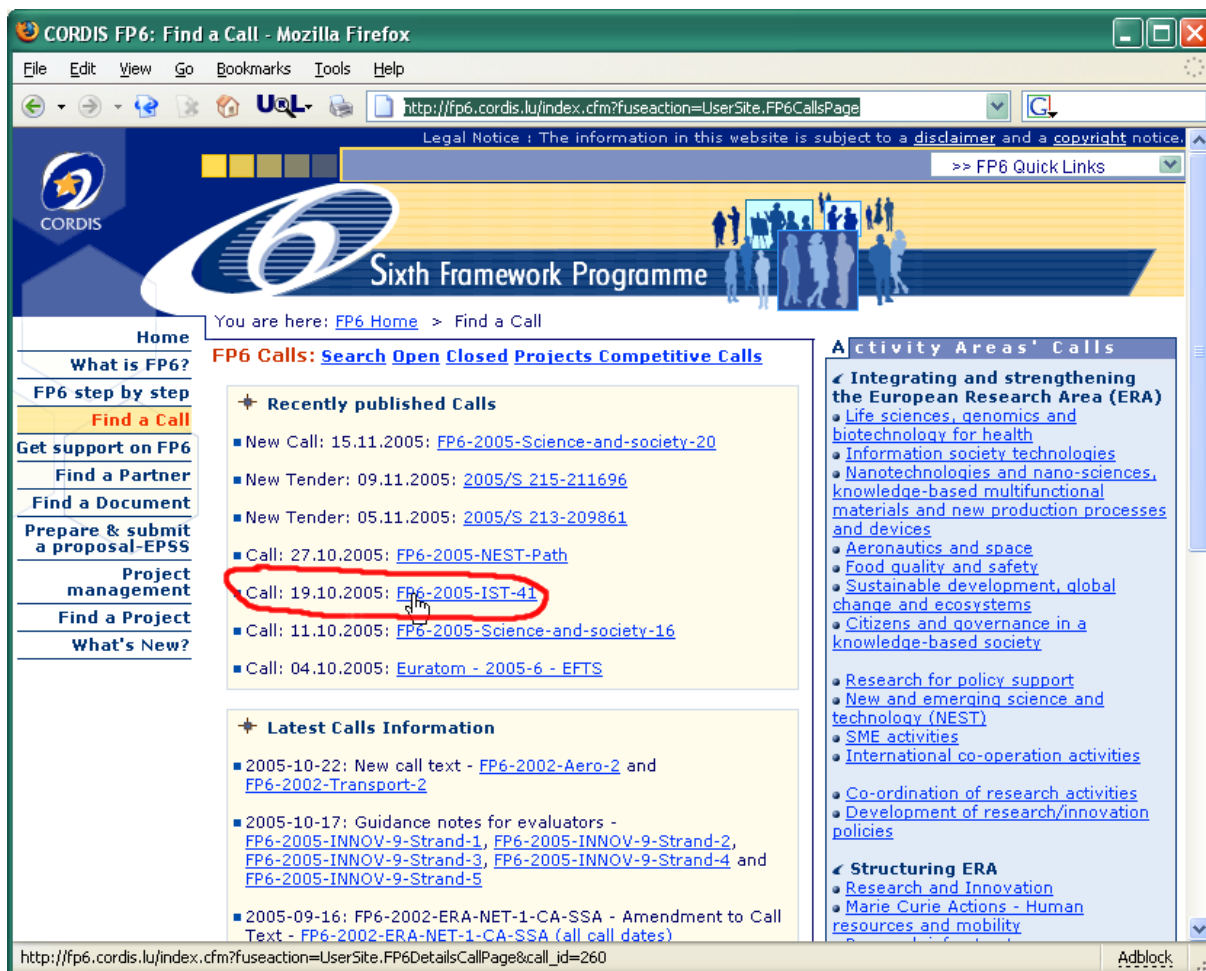 CORDIS FP6: Find a Call - Mozilla Firefox
File Edit View Go Bookmarks Tools Help
URL
http://fp6.cordis.lu/index.cfm?fuseaction=UserSite.FP6CallsPage
G
Legal Notice : The information in this website is subject to a disclaimer and a copyright notice.
>> FP6 Quick Links
CORDIS
6
Sixth Framework Programme
You are here: FP6 Home > Find a Call
Home
What is FP6?
FP6 step by step
Find a Call
Get support on FP6
Find a Partner
Find a Document
Prepare & submit
a proposal-EPSS
Project
management
Find a Project
What's New?
FP6 Calls: Search Open Closed Projects Competitive Calls
Recently published Calls
New Call: 15.11.2005: FP6-2005-Science-and-society-20
New Tender: 09.11.2005: 2005/S 215-211696
New Tender: 05.11.2005: 2005/S 213-209861
Call: 27.10.2005: FP6-2005-NEST-Path
Call: 19.10.2005: FP6-2005-IST-41
Call: 11.10.2005: FP6-2005-Science-and-society-16
Call: 04.10.2005: Euratom - 2005-6 - EFTS
Latest Calls Information
2005-10-22: New call text - FP6-2002-Aero-2 and
FP6-2002-Transport-2
2005-10-17: Guidance notes for evaluators -
FP6-2005-INNOV-9-Strand-1, FP6-2005-INNOV-9-Strand-2,
FP6-2005-INNOV-9-Strand-3, FP6-2005-INNOV-9-Strand-4 and
FP6-2005-INNOV-9-Strand-5
2005-09-16: FP6-2002-ERA-NET-1-CA-SSA - Amendment to Call
Text - FP6-2002-ERA-NET-1-CA-SSA (all call dates)
Activity Areas' Calls
Integrating and strengthening
the European Research Area (ERA)
Life sciences, genomics and
biotechnology for health
Information society technologies
Nanotechnologies and nano-sciences,
knowledge-based multifunctional
materials and new production processes
and devices
Aeronautics and space
Food quality and safety
Sustainable development, global
change and ecosystems
Citizens and governance in a
knowledge-based society
Research for policy support
New and emerging science and
technology (NEST)
SME activities
International co-operation activities
Co-ordination of research activities
Development of research/innovation
policies
Structuring ERA
Research and Innovation
Marie Curie Actions - Human
resources and mobility
http://fp6.cordis.lu/index.cfm?fuseaction=UserSite.FP6DetailsCallPage&call_id=260
Adblock